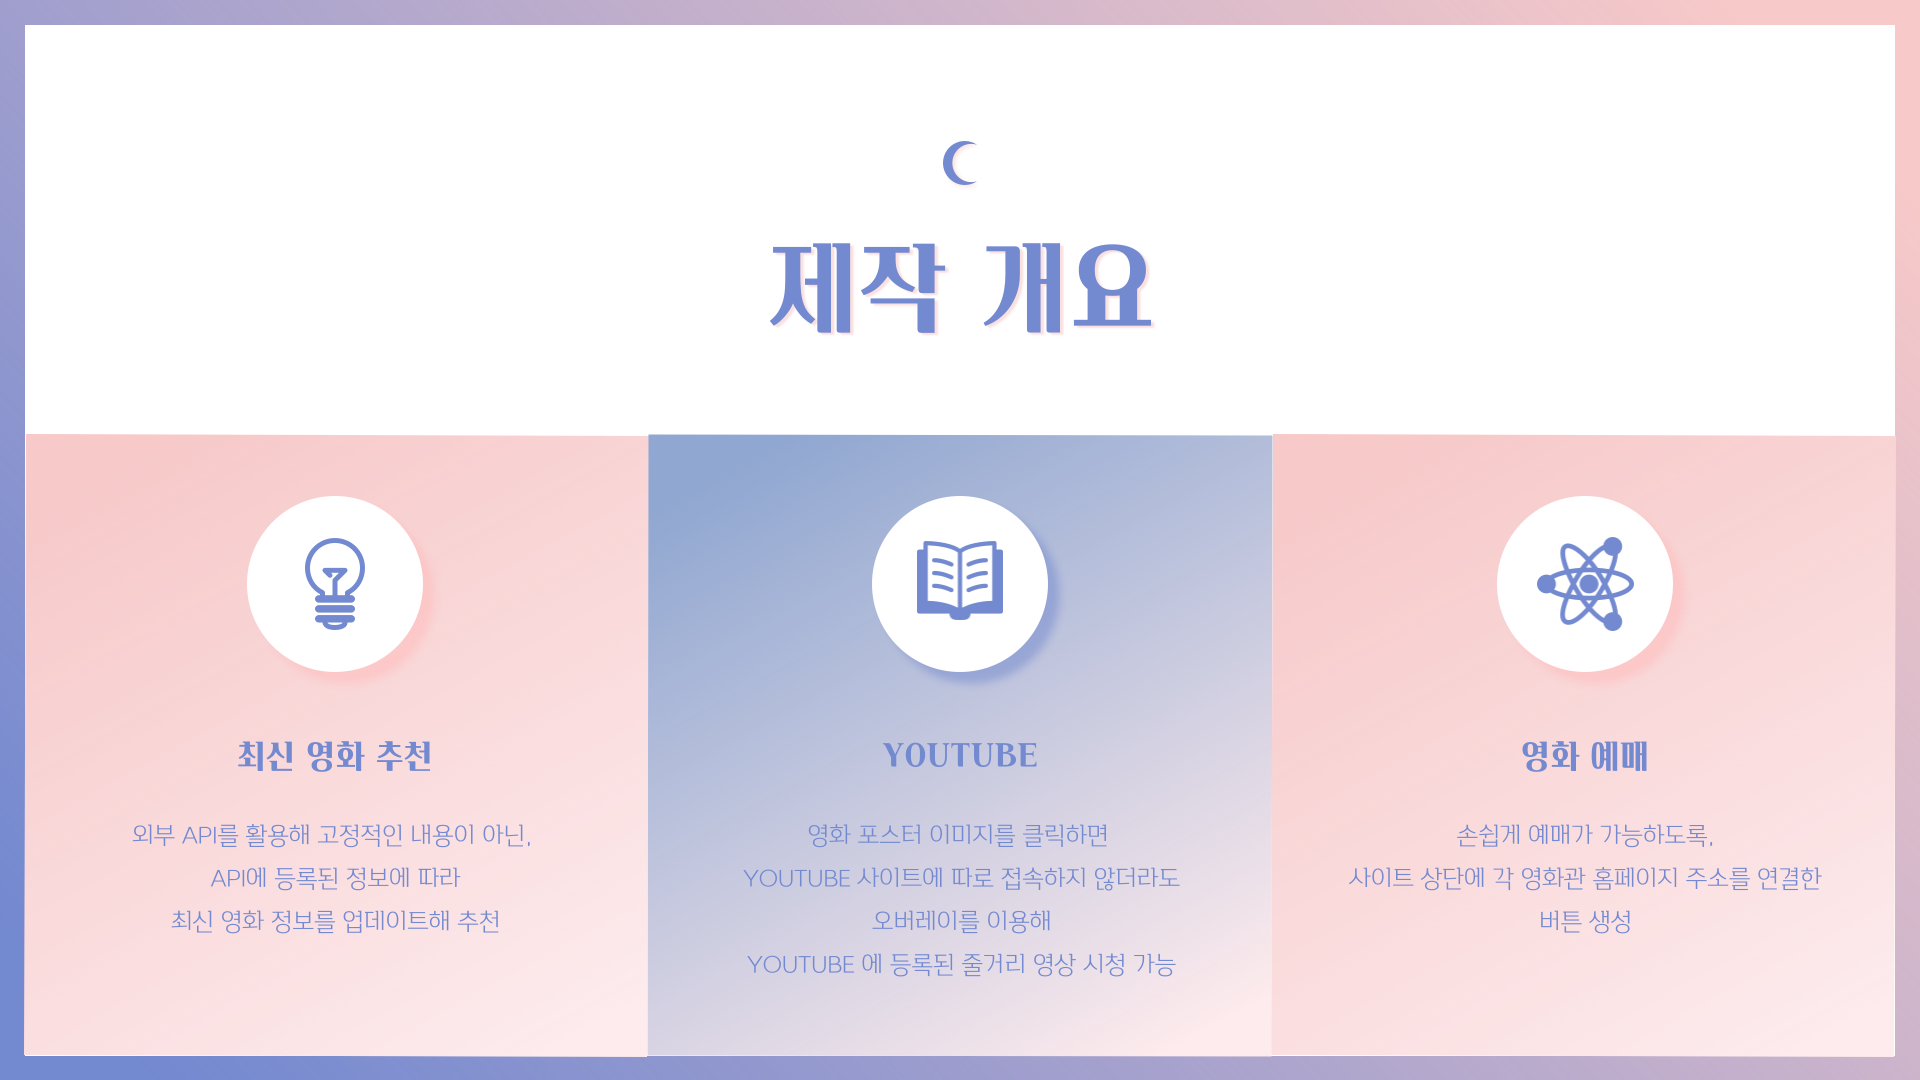 제작 개요
최신 영화 추천
외부 API를 활용해 고정적인 내용이 아닌,
API에 등록된 정보에 따라
최신 영화 정보를 업데이트해 추천
YOUTUBE
영화 포스터 이미지를 클릭하면
YOUTUBE 사이트에 따로 접속하지 않더라도
오버레이를 이용해
YOUTUBE 에 등록된 줄거리 영상 시청 가능
영화 예매
손쉽게 예매가 가능하도록,
사이트 상단에 각 영화관 홈페이지 주소를 연결한
버튼 생성